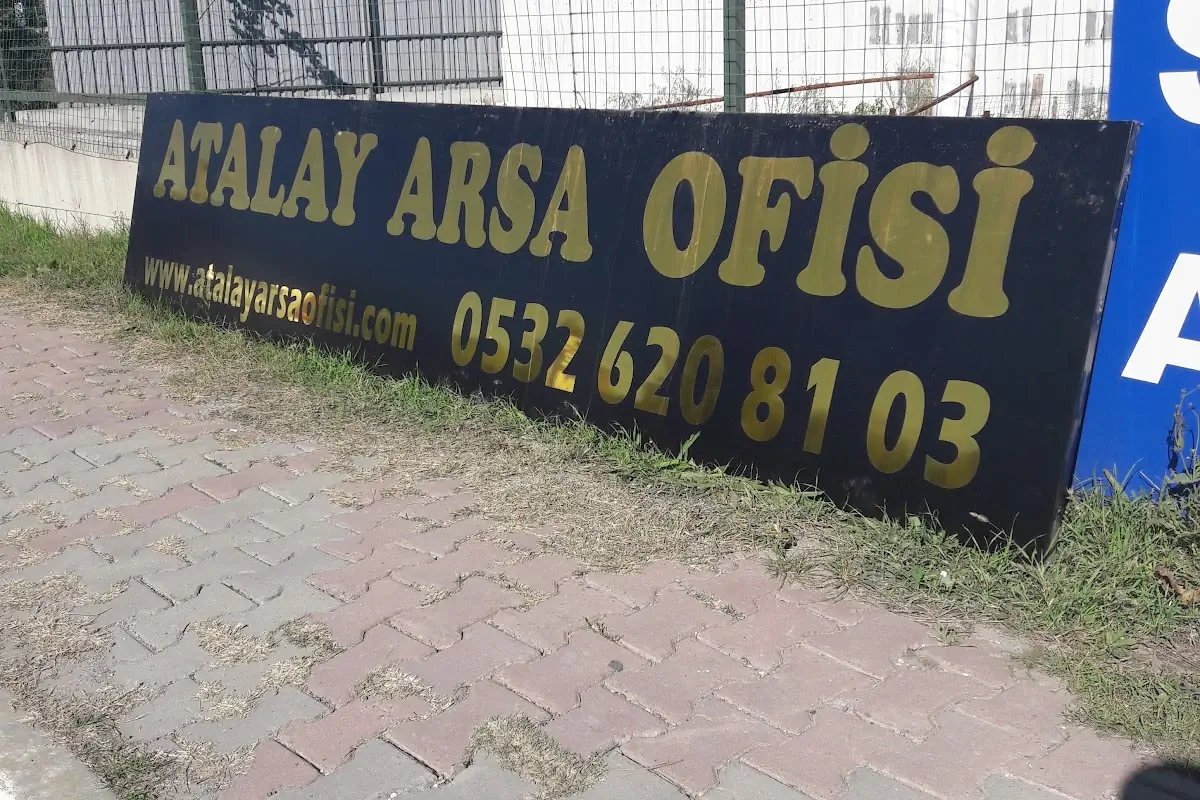 ATALAY ARSA OFİSİ
www.atalayarsaofisi.com 0532 620 81 03